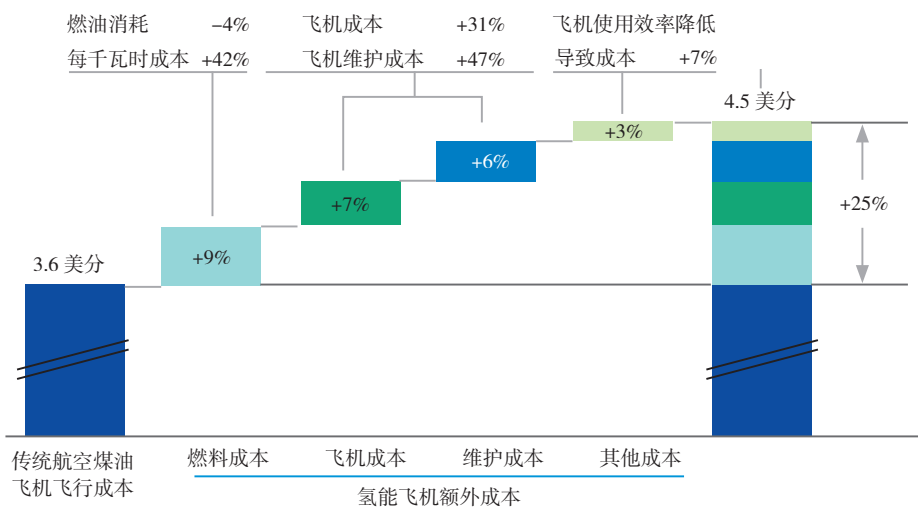 燃油消耗 -4%
每千瓦时成本 +42%
飞机成本 +31%
飞机维护成本 +47%
飞机使用效率降低
导致成本 +7%
4.5 美分
+3%
+6%
+7%
+25%
+9%
3.6 美分
传统航空煤油
飞机飞行成本
燃料成本
飞机成本
维护成本
其他成本
氢能飞机额外成本